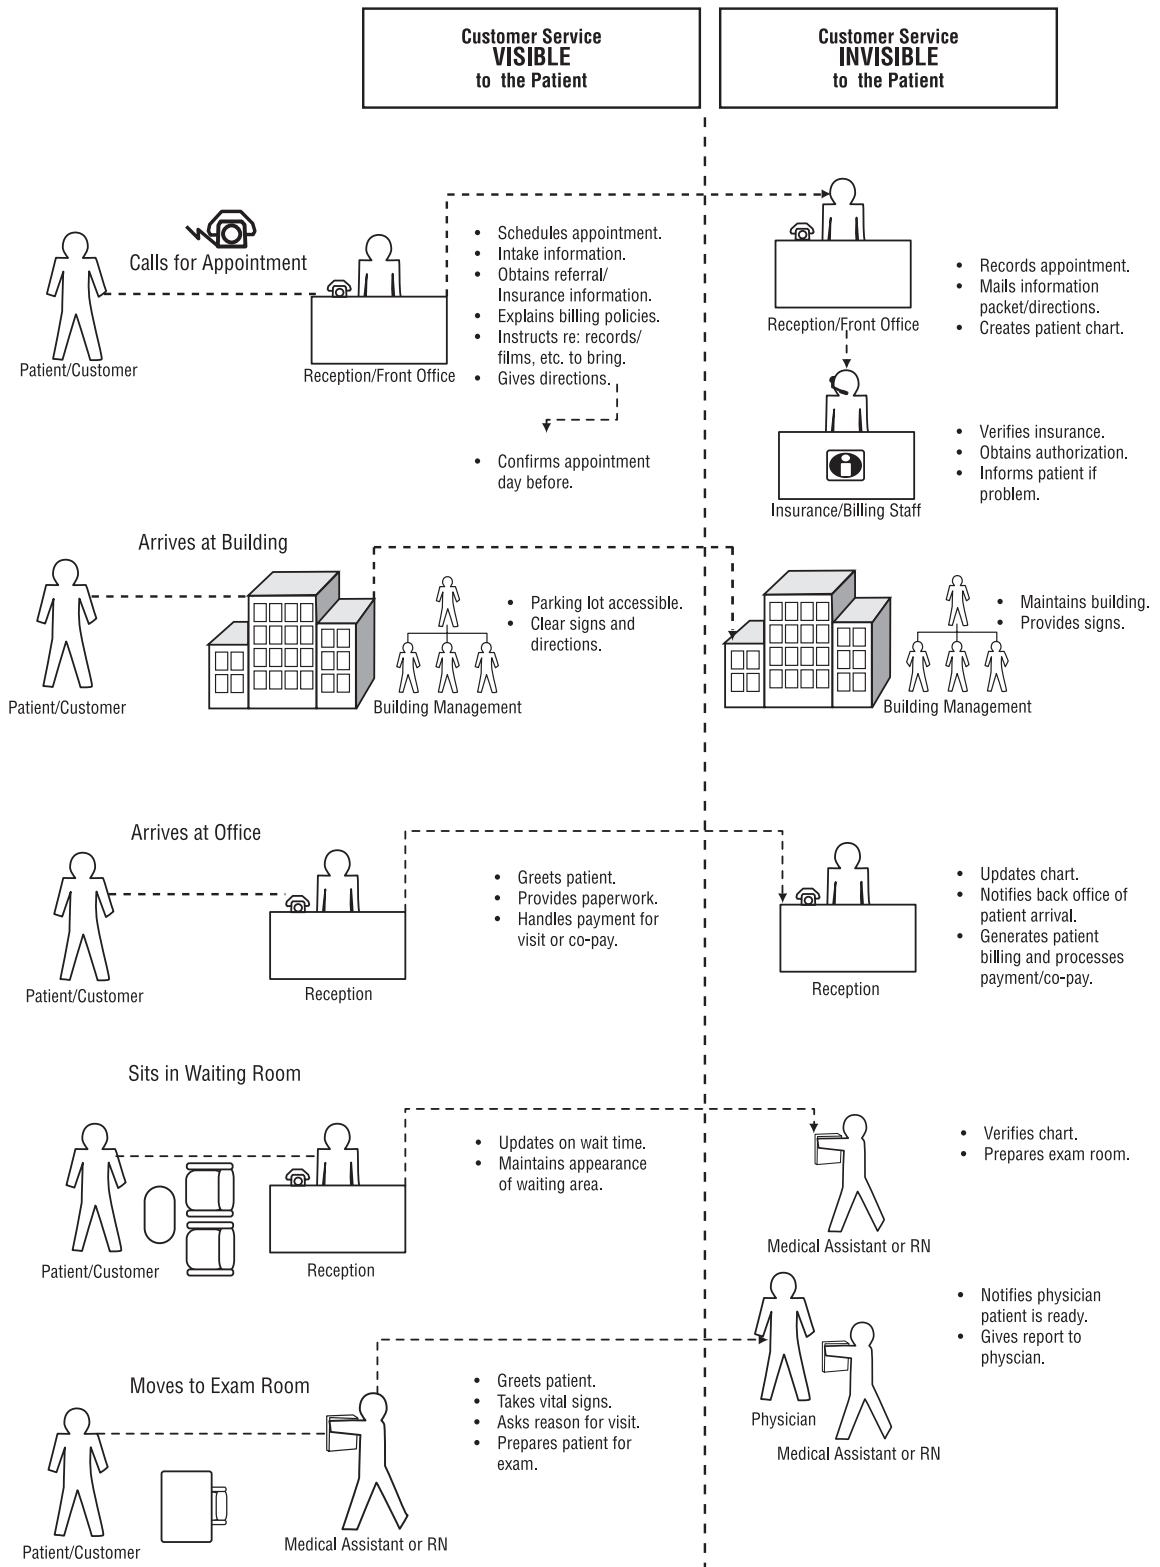 Customer Service
VISIBLE
to the Patient
Customer Service
INVISIBLE
to the Patient
Calls for Appointment
Patient/Customer
Reception/Front Office
• Schedules appointment.
• Intake information.
• Obtains referral/
Insurance information.
• Explains billing policies.
• Instructs re: records/
films, etc. to bring.
• Gives directions.
• Confirms appointment
day before.
Reception/Front Office
• Records appointment.
• Mails information
packet/directions.
• Creates patient chart.
Insurance/Billing Staff
• Verifies insurance.
• Obtains authorization.
• Informs patient if
problem.
Arrives at Building
Patient/Customer
Building Management
• Parking lot accessible.
• Clear signs and
directions.
Building Management
• Maintains building.
• Provides signs.
Arrives at Office
Patient/Customer
Reception
• Greets patient.
• Provides paperwork.
• Handles payment for
visit or co-pay.
Reception
• Updates chart.
• Notifies back office of
patient arrival.
• Generates patient
billing and processes
payment/co-pay.
Sits in Waiting Room
Patient/Customer
Reception
• Updates on wait time.
• Maintains appearance
of waiting area.
Medical Assistant or RN
• Verifies chart.
• Prepares exam room.
Moves to Exam Room
Patient/Customer
Medical Assistant or RN
• Greets patient.
• Takes vital signs.
• Asks reason for visit.
• Prepares patient for
exam.
Physician
Medical Assistant or RN
• Notifies physician
patient is ready.
• Gives report to
physcian.